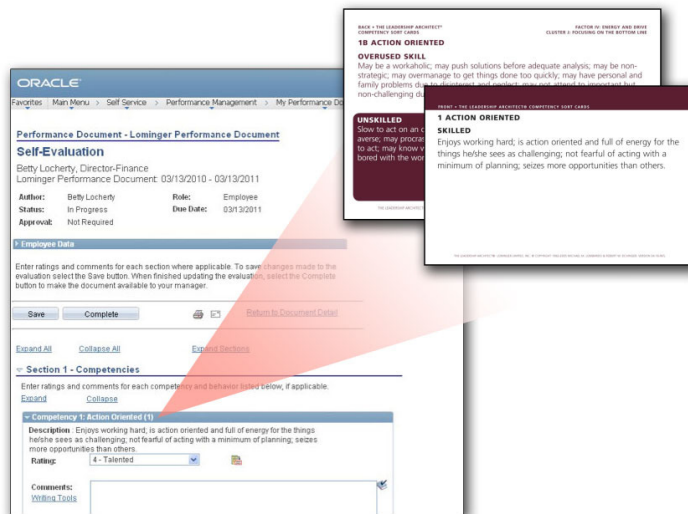 ORACLE
Favorites Main Menu > Self Service > Performance Management > My Performance Do
Performance Document - Lominger Performance Document
Self-Evaluation
Betty Locherty, Director-Finance
Lominger Performance Document: 03/13/2010 - 03/13/2011
Author: Betty Locherty Role: Employee
Status: In Progress Due Date: 03/13/2011
Approval: Not Required
Employee Data
Enter ratings and comments for each section where applicable. To save changes made to the
evaluation select the Save button. When finished updating the evaluation, select the Complete
button to make the document available to your manager.
Save Complete Return to Document Detail
Expand All Collapse All Expand Sections
Section 1 - Competencies
Enter ratings and comments for each competency and behavior listed below, if applicable.
Expand Collapse
Competency 1: Action Oriented (1)
Description : Enjoys working hard; is action oriented and full of energy for the things
he/she sees as challenging; not fearful of acting with a minimum of planning; seizes
more opportunities than others.
Rating: 4 - Talented
Comments:
Writing Tools
BACK • THE LEADERSHIP ARCHITECT®
COMPETENCY SORT CARDS
FACTOR IV: ENERGY AND DRIVE
CLUSTER J: FOCUSING ON THE BOTTOM LINE
1B ACTION ORIENTED
OVERUSED SKILL
May be a workaholic; may push solutions before adequate analysis; may be non-
strategic; may overmanage to get things done too quickly; may have personal and
family problems due to disinterest and neglect; may not attend to important but
non-challenging du
UNSKILLED
Slow to act on an o
averse; may procra
to act; may know w
bored with the wor
FRONT • THE LEADERSHIP ARCHITECT® COMPETENCY SORT CARDS
1 ACTION ORIENTED
SKILLED
Enjoys working hard; is action oriented and full of energy for the
things he/she sees as challenging; not fearful of acting with a
minimum of planning; seizes more opportunities than others.